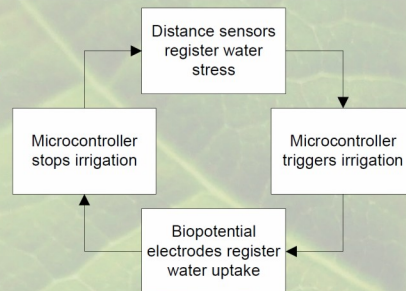 Distance sensors
register water
stress
Microcontroller
triggers irrigation
Biopotential
electrodes register
water uptake
Microcontroller
stops irrigation